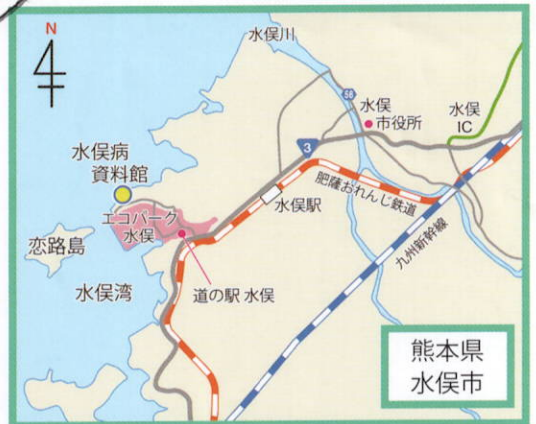 N
水俣川
56
水俣
市役所
水俣
IC
3
水俣病
資料館
肥薩おれんじ鉄道
水俣駅
エコパーク
水俣
九州新幹線
恋路島
水俣湾
道の駅 水俣
熊本県
水俣市